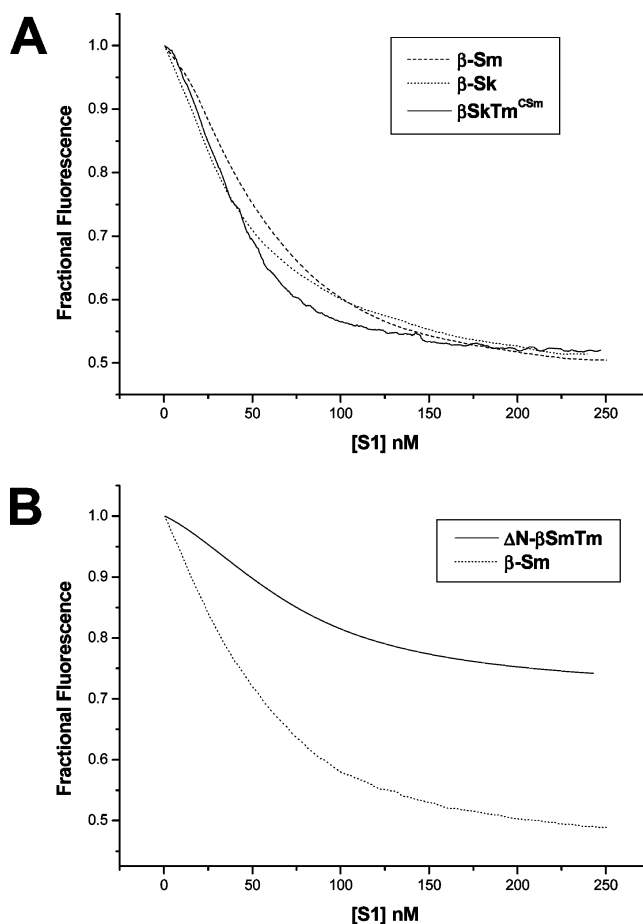 A
1.0
0.9
0.8
0.7
0.6
0.5
Fractional Fluorescence
β-Sm
β-Sk
βSkTm^CSm
0 50 100 150 200 250
[S1] nM
B
1.0
0.9
0.8
0.7
0.6
0.5
Fractional Fluorescence
ΔN-βSmTm
β-Sm
0 50 100 150 200 250
[S1] nM